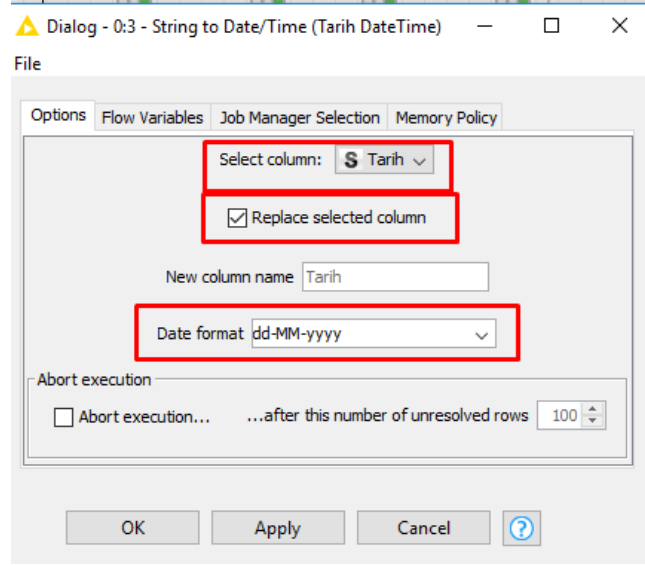 Dialog - 0:3 - String to Date/Time (Tarih DateTime)
File
Options Flow Variables Job Manager Selection Memory Policy
Select column: S Tarih
Replace selected column
New column name Tarih
Date format dd-MM-yyyy
Abort execution
Abort execution... ...after this number of unresolved rows 100
OK Apply Cancel ?